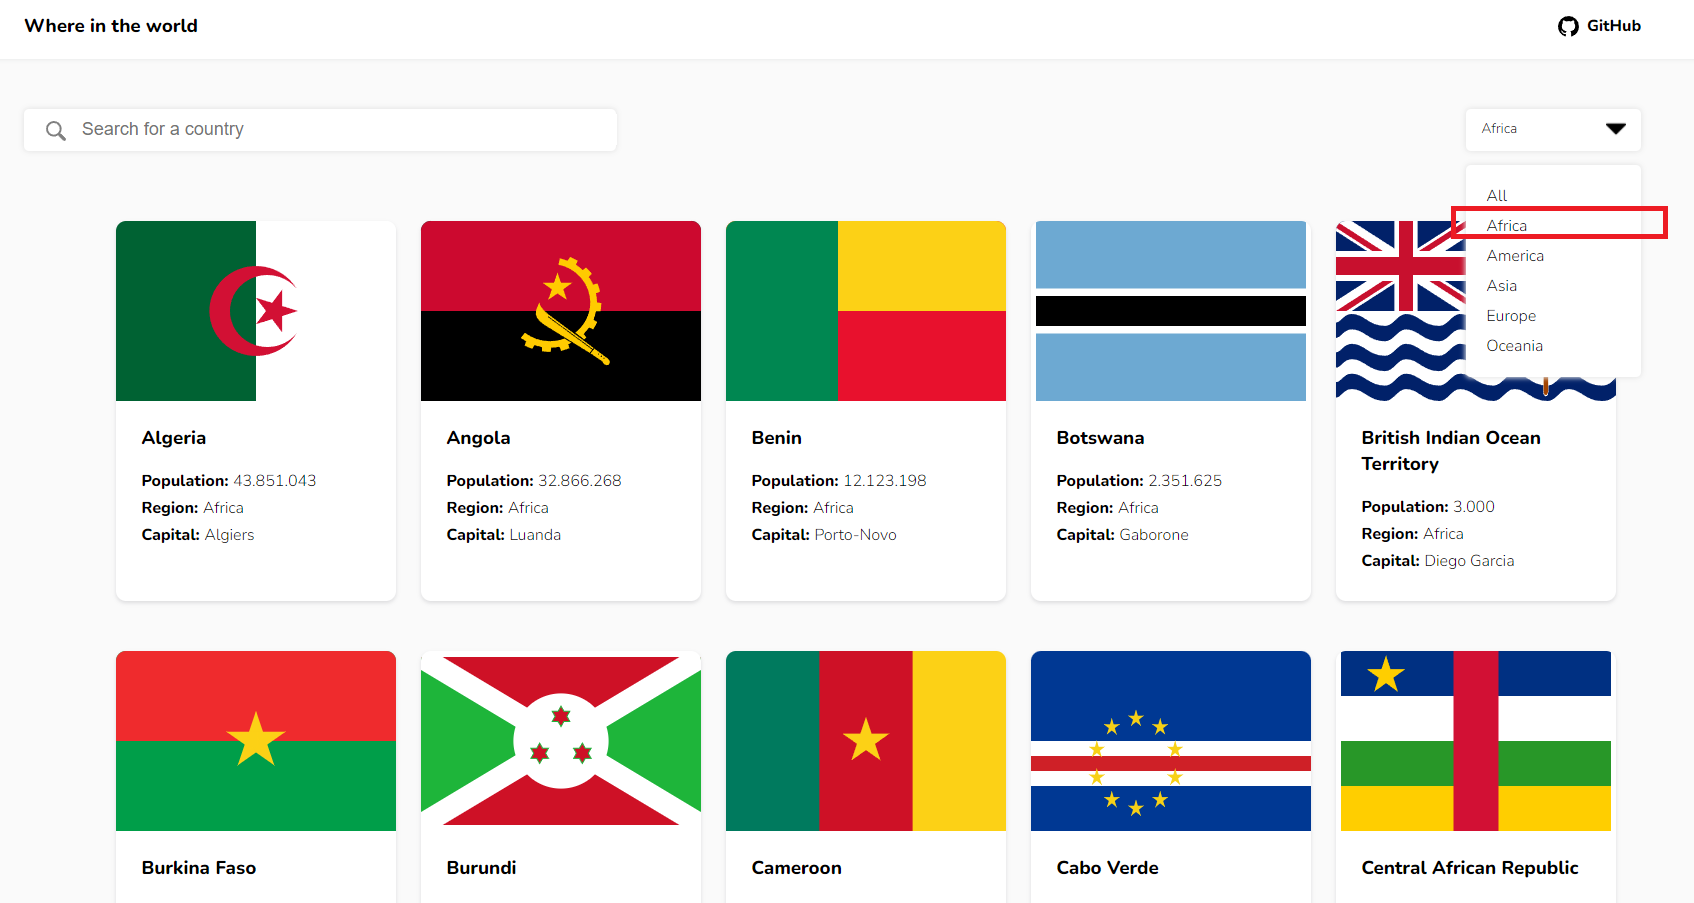 Where in the world
GitHub
Search for a country
Africa
All
Africa
America
Asia
Europe
Oceania
Algeria
Population: 43.851.043
Region: Africa
Capital: Algiers
Angola
Population: 32.866.268
Region: Africa
Capital: Luanda
Benin
Population: 12.123.198
Region: Africa
Capital: Porto-Novo
Botswana
Population: 2.351.625
Region: Africa
Capital: Gaborone
British Indian Ocean
Territory
Population: 3.000
Region: Africa
Capital: Diego Garcia
Burkina Faso
Burundi
Cameroon
Cabo Verde
Central African Republic